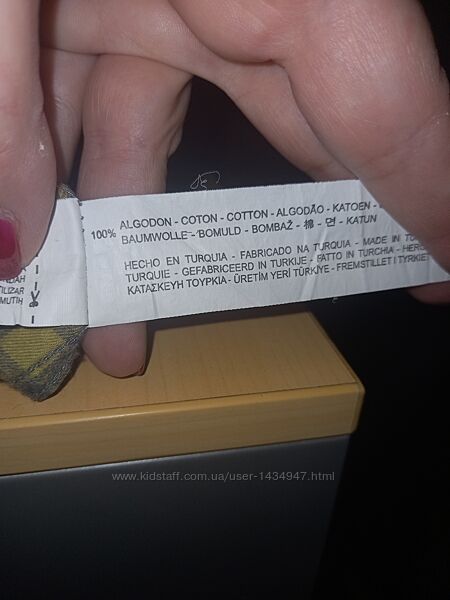 100% ALGODON - COTON - COTTON - ALGODÃO - KATOEN -
BAUMWOLLE - BOMULD - BOMBAŽ - 棉 - 면 - KATUN
HECHO EN TURQUIA - FABRICADO NA TURQUIA - MADE IN
TURQUIE - GEFABRICEERD IN TURKIJE - FATTO IN TURCHIA -
ΚΑΤΑΣΚΕΥΗ ΤΟΥΡΚΙΑ - ÜRETİM YERİ TÜRKİYE - FREMSTILLET I TYRKIET
www.kidstaff.com.ua/user-1434947.html